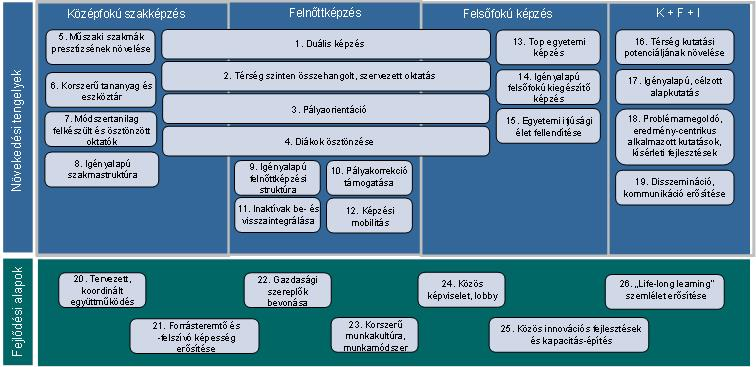 Középfokú szakképzés
Felnőttképzés
Felsőfokú képzés
K + F + I
Növekedési tengelyek
5. Műszaki szakmák
presztízsének növelése
6. Korszerű tananyag és
eszköztár
7. Módszertanilag
felkészült és ösztönzött
oktatók
8. Igényalapú
szakmastruktúra
1. Duális képzés
2. Térség szinten összehangolt, szervezett oktatás
3. Pályaorientáció
4. Diákok ösztönzése
9. Igényalapú
felnőttképzési
struktúra
10. Pályakorrekció
támogatása
11. Inaktívak be- és
visszaintegrálása
12. Képzési
mobilitás
13. Top egyetemi
képzés
14. Igényalapú
felsőfokú kiegészítő
képzés
15. Egyetemi ifjúsági
élet fellendítése
16. Térség kutatási
potenciáljának növelése
17. Igényalapú, célzott
alapkutatás
18. Problémamegoldó,
eredmény-centrikus
alkalmazott kutatások,
kísérleti fejlesztések
19. Disszemináció,
kommunikáció erősítése
Fejlődési alapok
20. Tervezett,
koordinált
együttműködés
21. Forrásteremtő és
-felszívó képesség
erősítése
22. Gazdasági
szereplők
bevonása
23. Korszerű
munkakultúra,
munkamódszer
24. Közös
képviselet, lobby
25. Közös innovációs fejlesztések
és kapacitás-építés
26. „Life-long learning”
szemlélet erősítése